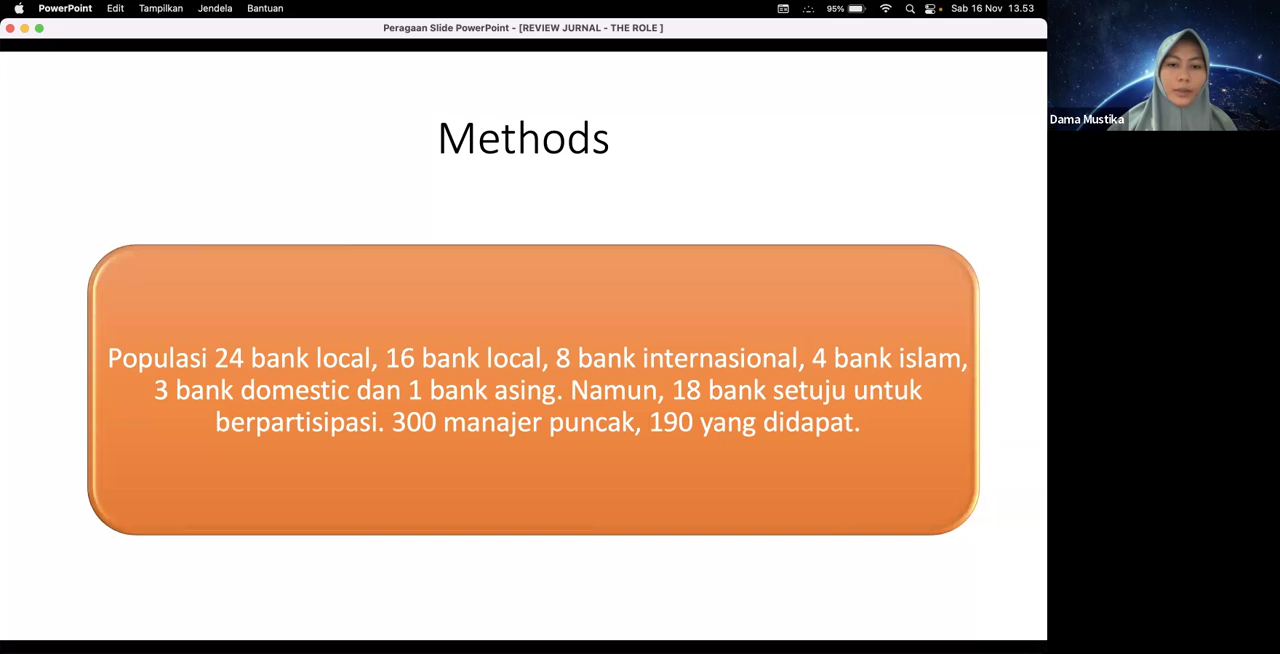 PowerPoint Edit Tampilkan Jendela Bantuan 95% Sab 16 Nov 13.53
Peragaan Slide PowerPoint - [REVIEW JURNAL - THE ROLE ]
Methods
Populasi 24 bank local, 16 bank local, 8 bank internasional, 4 bank islam,
3 bank domestic dan 1 bank asing. Namun, 18 bank setuju untuk
berpartisipasi. 300 manajer puncak, 190 yang didapat.
Dama Mustika